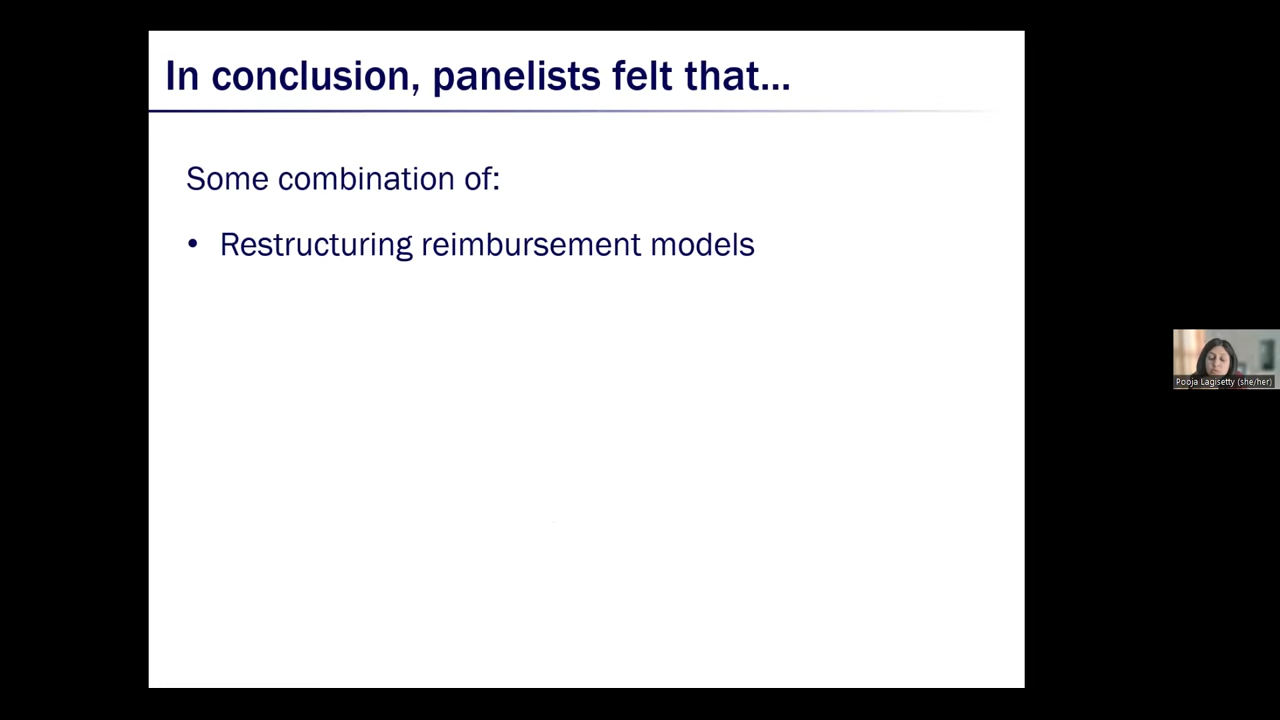 In conclusion, panelists felt that...
Some combination of:
• Restructuring reimbursement models
Pooja Lagisetty (she/her)